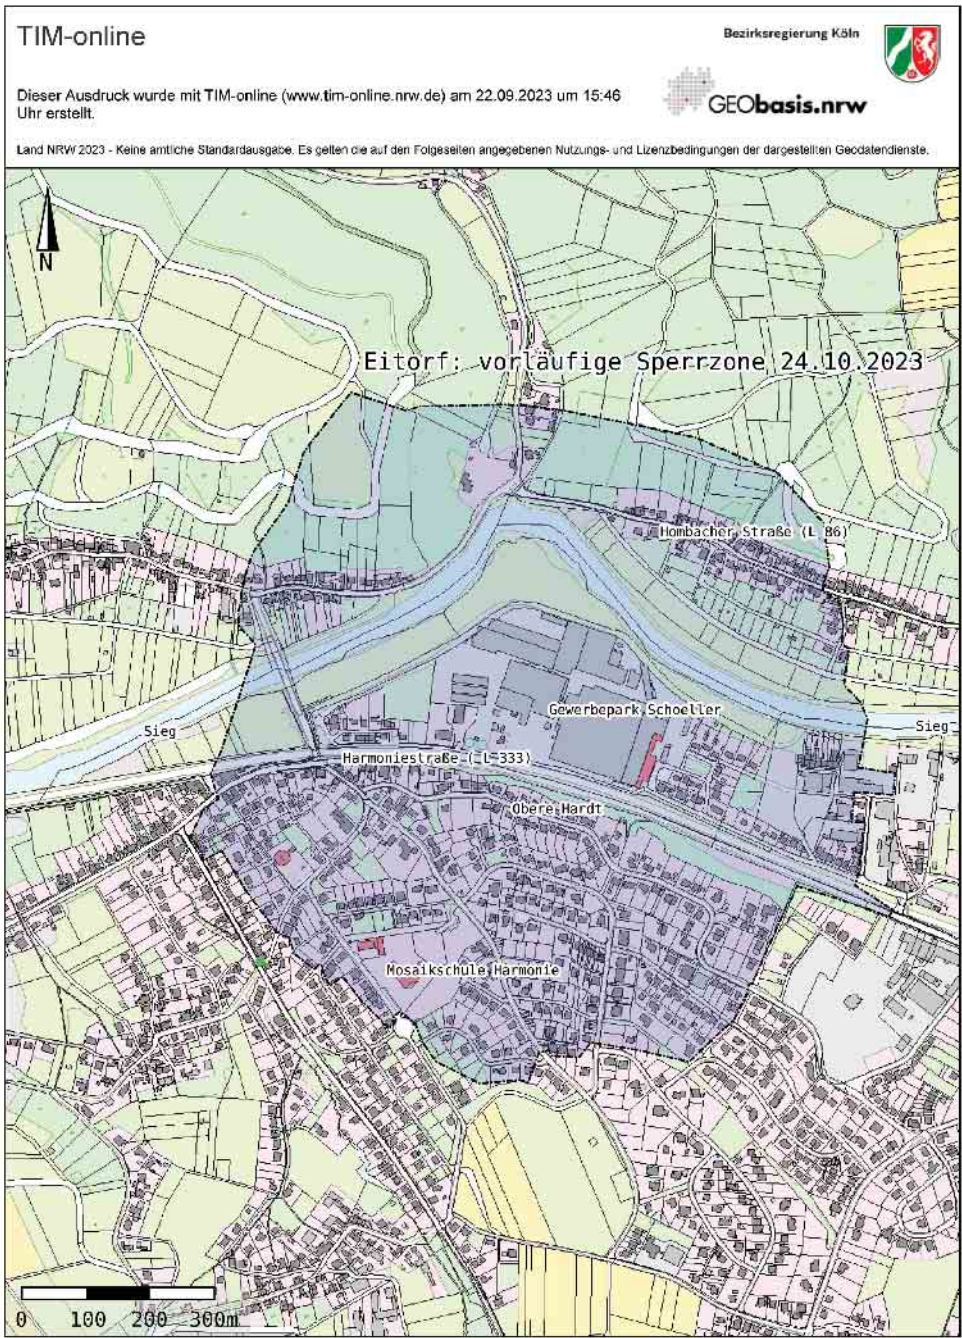 TIM-online
Bezirksregierung Köln
Dieser Ausdruck wurde mit TIM-online (www.tim-online.nrw.de) am 22.09.2023 um 15:46
Uhr erstellt.
GEObasis.nrw
Land NRW 2023 - Keine amtliche Standardausgabe. Es gelten die auf den Folgeseiten angegebenen Nutzungs- und Lizenzbedingungen der dargestellten Geodatendienste.
N
Eitorf: vorläufige Sperrzone 24.10.2023
Hombacher Straße (L 86)
Gewerbepark Schoeller
Sieg
Sieg
Harmoniestraße ( L 333)
Obere Hardt
Mosaikschule Harmonie
0 100 200 300m